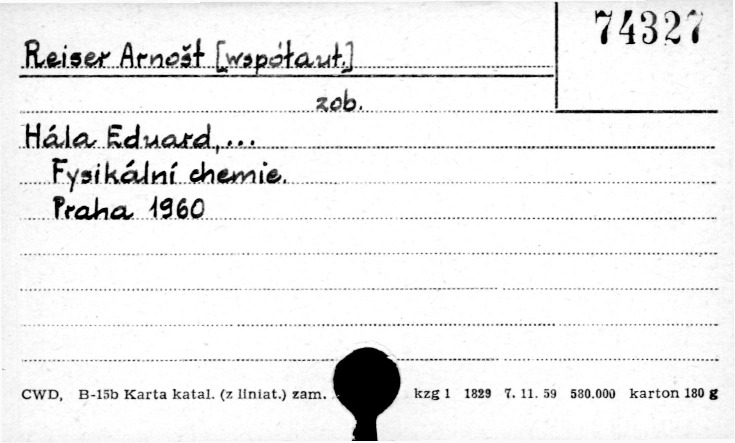 74327
Reiser Arnošt [współaut.]
zob.
Hála Eduard,...
Fysikální chemie.
Praha 1960
CWD, B-15b Karta katal. (z liniat.) zam. kzg 1 1829 7. 11. 59 580.000 karton 180 g